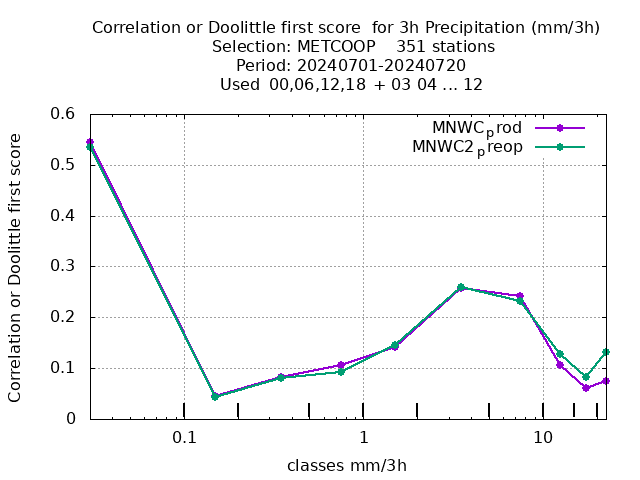 Correlation or Doolittle first score  for 3h Precipitation (mm/3h)
Selection: METCOOP    351 stations
Period: 20240701-20240720
Used  00,06,12,18  + 03 04 ... 12
MNWCprod
MNWC2preop
0.6
0.5
0.4
0.3
0.2
0.1
0
Correlation or Doolittle first score
0.1 1 10
classes mm/3h